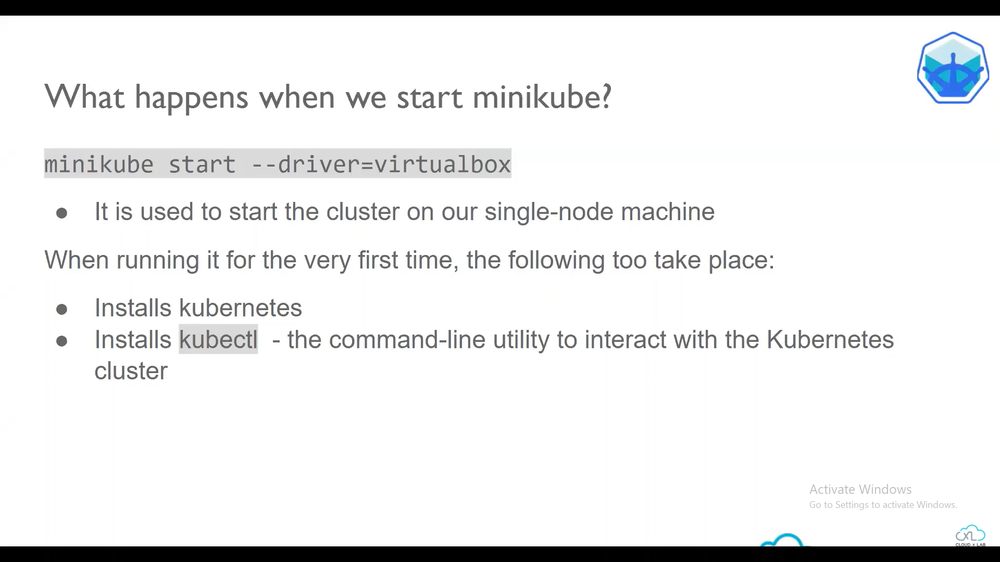 What happens when we start minikube?
minikube start --driver=virtualbox
● It is used to start the cluster on our single-node machine
When running it for the very first time, the following too take place:
● Installs kubernetes
● Installs kubectl - the command-line utility to interact with the Kubernetes
cluster
Activate Windows
Go to Settings to activate Windows.
CXL
CLOUD x LAB